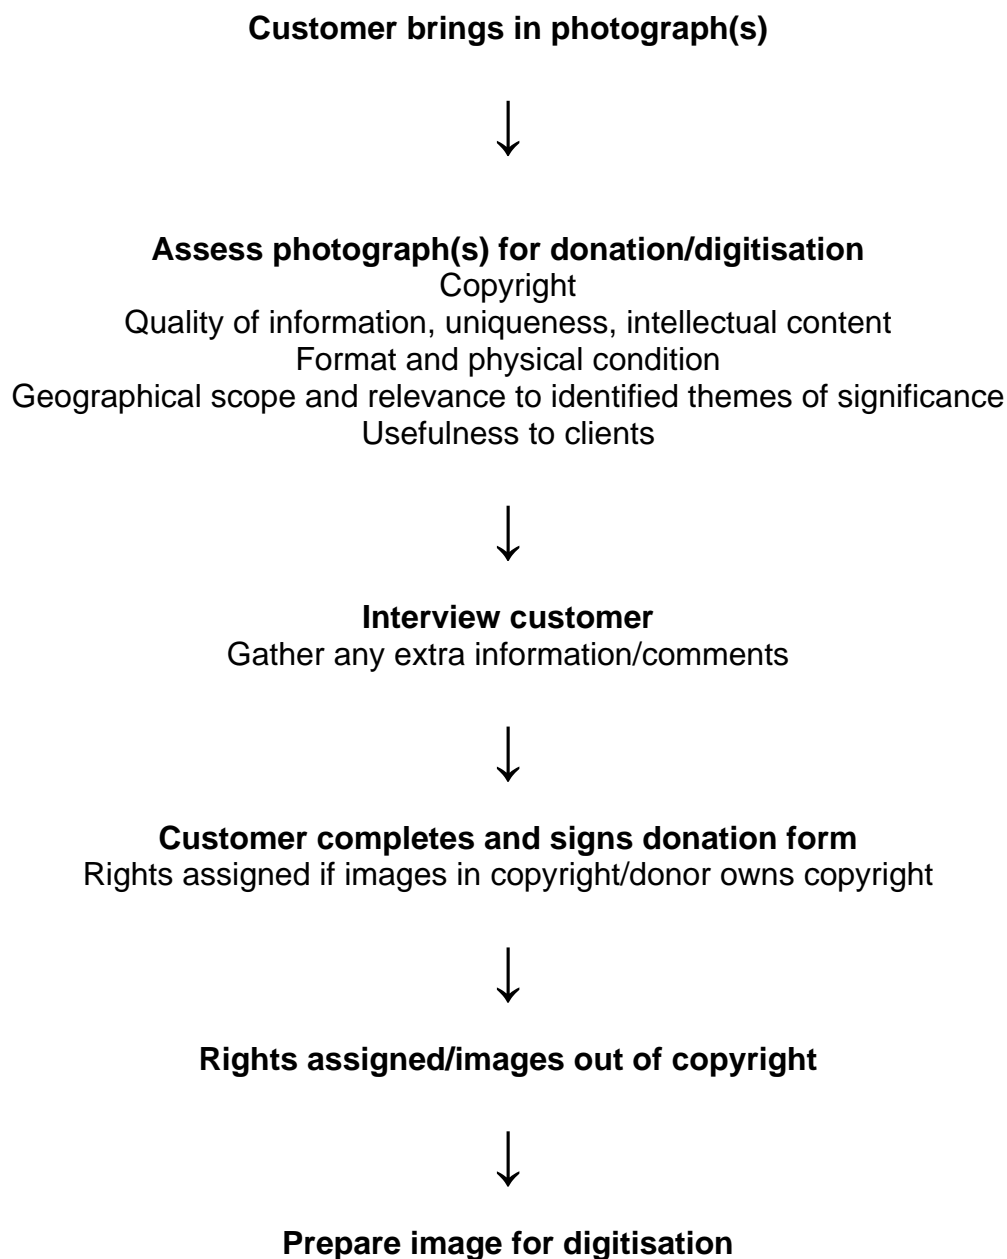 Customer brings in photograph(s)
↓
Assess photograph(s) for donation/digitisation
Copyright
Quality of information, uniqueness, intellectual content
Format and physical condition
Geographical scope and relevance to identified themes of significance
Usefulness to clients
↓
Interview customer
Gather any extra information/comments
↓
Customer completes and signs donation form
Rights assigned if images in copyright/donor owns copyright
↓
Rights assigned/images out of copyright
↓
Prepare image for digitisation